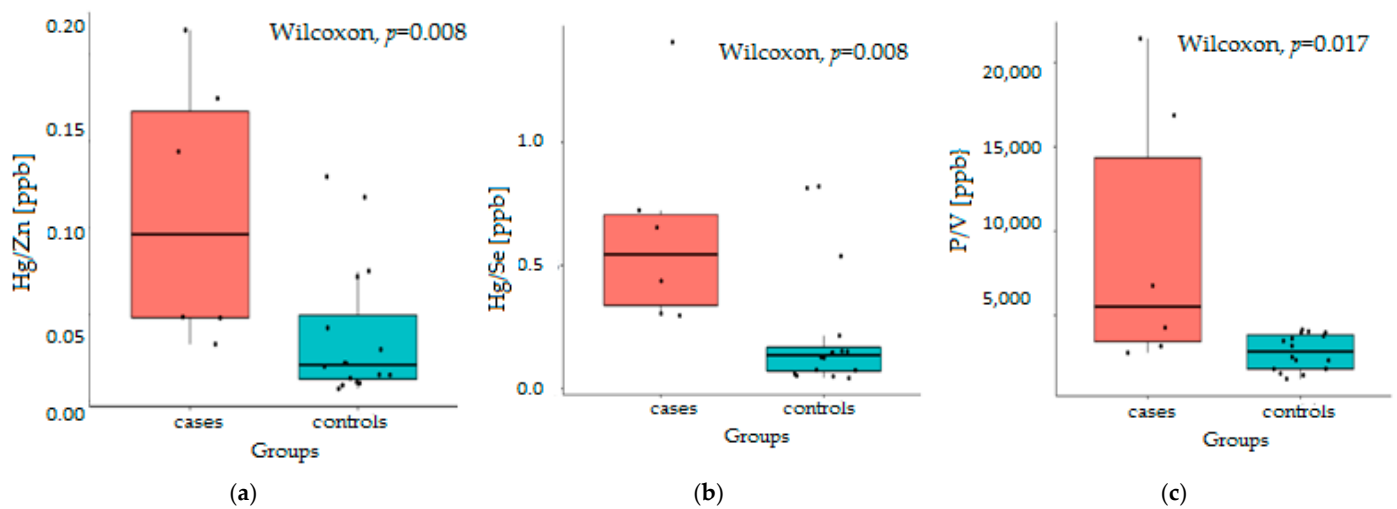 Wilcoxon, p=0.008
Hg/Zn [ppb]
0.20
0.15
0.10
0.05
0.00
cases controls
Groups
(a)
Wilcoxon, p=0.008
Hg/Se [ppb]
1.0
0.5
0.0
cases controls
Groups
(b)
Wilcoxon, p=0.017
P/V [ppb}
20,000
15,000
10,000
5,000
cases controls
Groups
(c)